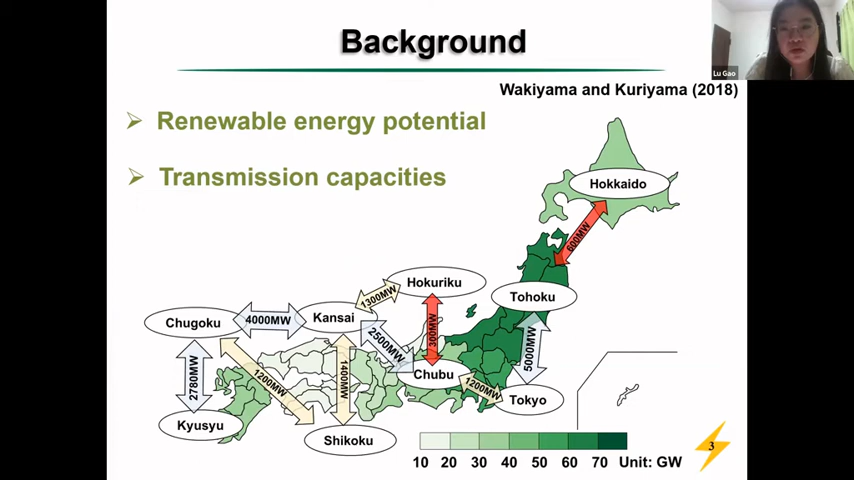 Background
Lu Gao
Wakiyama and Kuriyama (2018)
Renewable energy potential
Transmission capacities
Hokkaido
600MW
Hokuriku
1300MW
Tohoku
Chugoku
4000MW
Kansai
300MW
2500MW
5000MW
Chubu
2780MW
1200MW
1400MW
1200MW
Tokyo
Kyusyu
Shikoku
10 20 30 40 50 60 70 Unit: GW
3